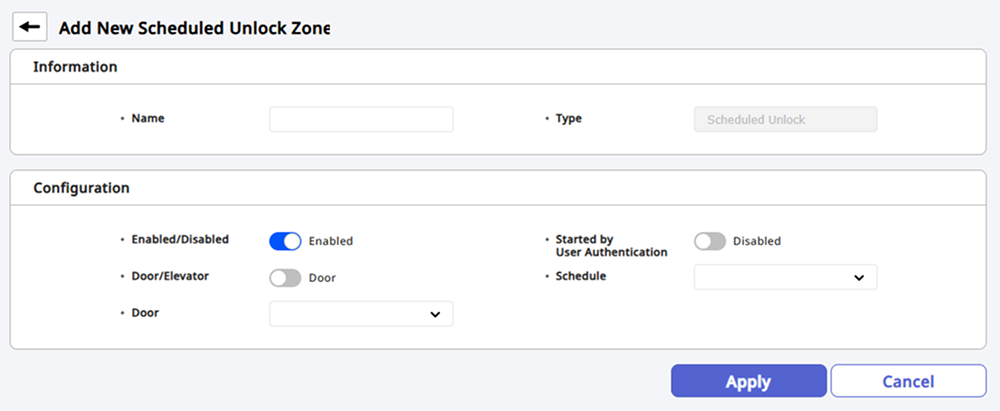 Add New Scheduled Unlock Zone
Information
• Name
• Type
Scheduled Unlock
Configuration
• Enabled/Disabled
Enabled
• Started by
User Authentication
Disabled
• Door/Elevator
Door
• Schedule
• Door
Apply
Cancel